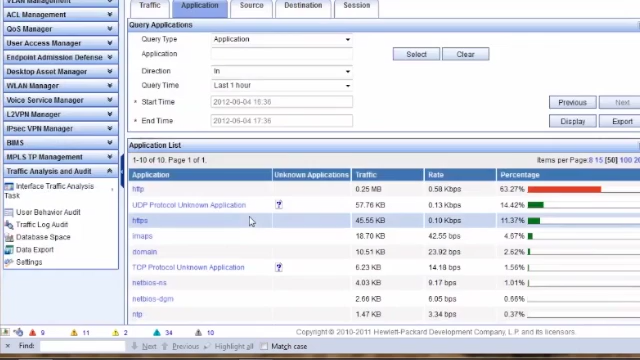 VLAN Management
ACL Management
QoS Manager
User Access Manager
Endpoint Admission Defense
Desktop Asset Manager
WLAN Manager
Voice Service Manager
L2VPN Manager
IPsec VPN Manager
BIMS
MPLS TP Management
Traffic Analysis and Audit
Interface Traffic Analysis
Task
User Behavior Audit
Traffic Log Audit
Database Space
Data Export
Settings
Traffic Application Source Destination Session
Query Applications
Query Type Application
Application Select Clear
Direction In
Query Time Last 1 hour
* Start Time 2012-06-04 16:36 Previous Next
* End Time 2012-06-04 17:36 Display Export
Application List
1-10 of 10. Page 1 of 1. Items per Page:8 15 [50] 100 20
Application Unknown Applications Traffic Rate Percentage
http 0.25 MB 0.58 Kbps 63.27%
UDP Protocol Unknown Application ? 57.76 KB 0.13 Kbps 14.42%
https 45.55 KB 0.10 Kbps 11.37%
imaps 18.70 KB 42.55 bps 4.67%
domain 10.51 KB 23.92 bps 2.62%
TCP Protocol Unknown Application ? 6.23 KB 14.18 bps 1.56%
netbios-ns 4.03 KB 9.17 bps 1.01%
netbios-dgm 2.66 KB 6.05 bps 0.66%
ntp 1.47 KB 3.34 bps 0.37%
9 11 2 34 10 Copyright © 2010-2011 Hewlett-Packard Development Company, L.P. and its licensors.
× Find: Next Previous Highlight all Match case